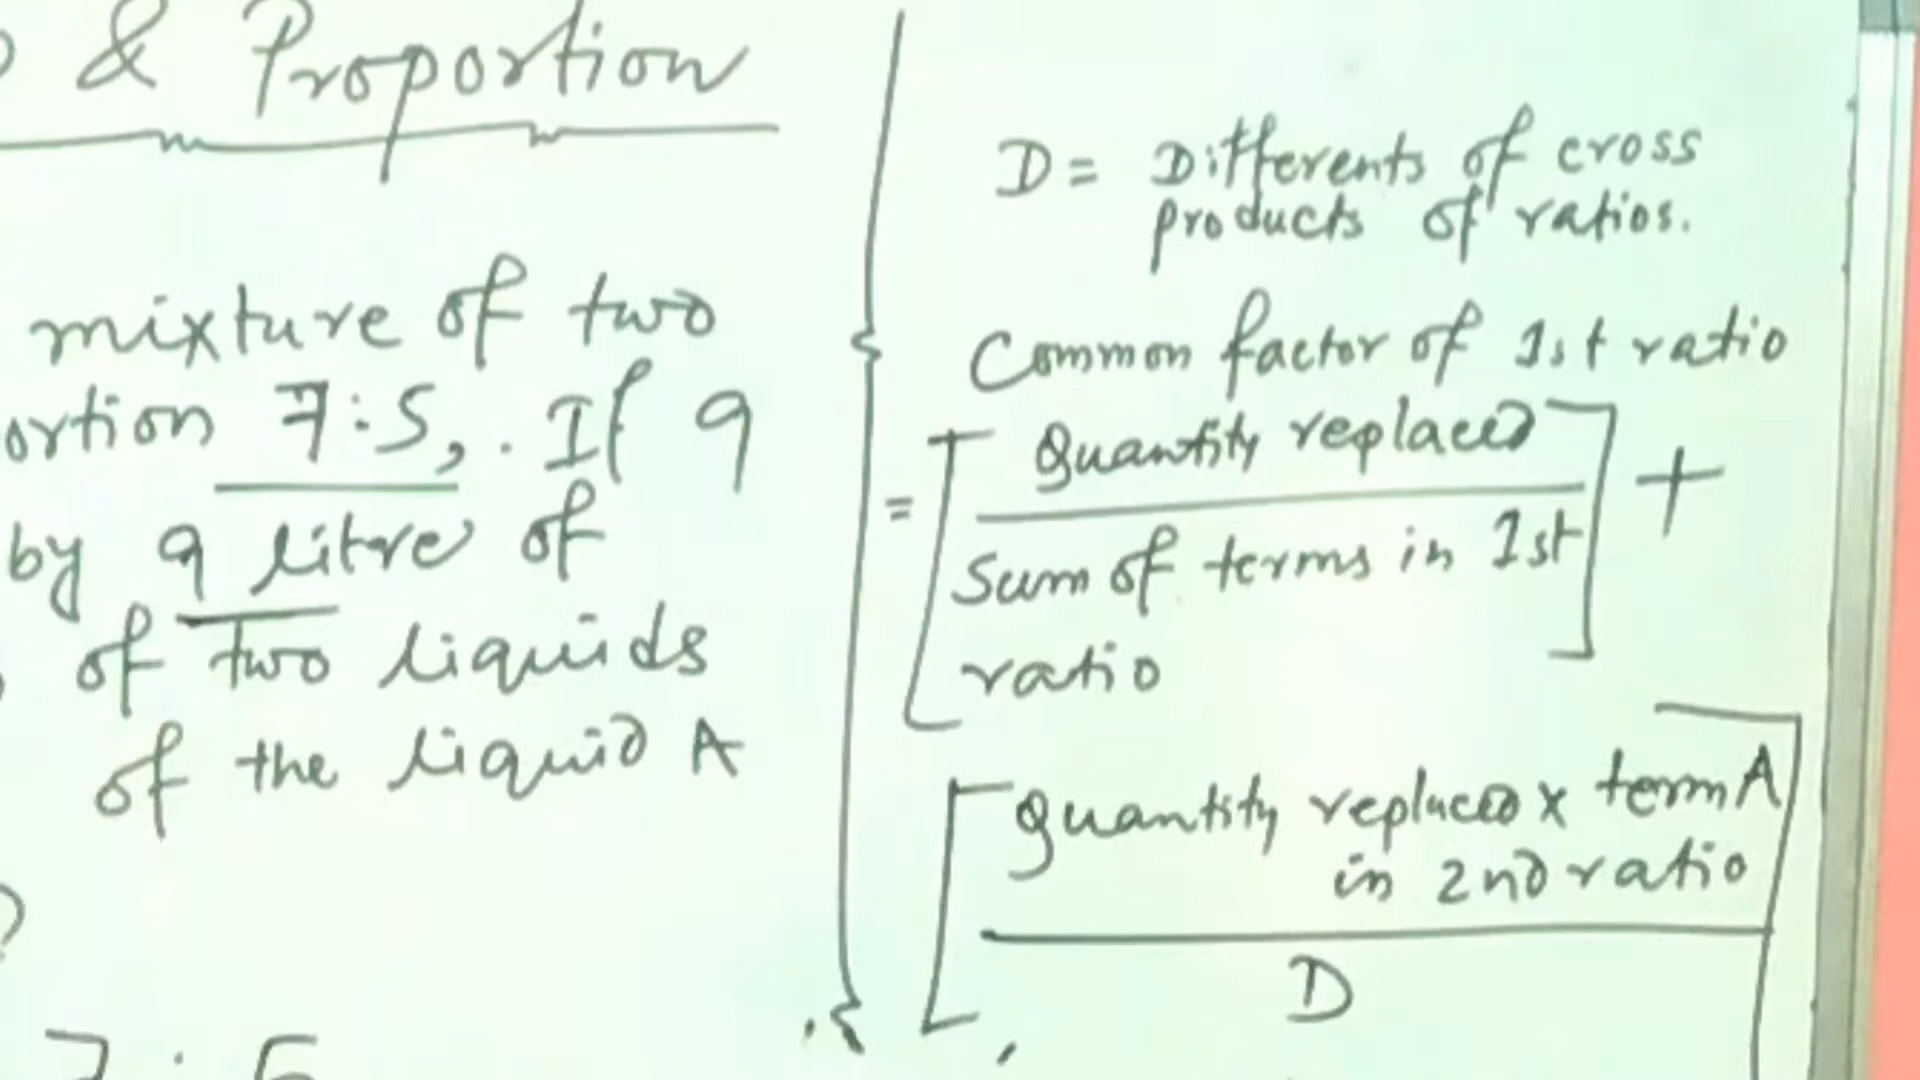 & Proportion
mixture of two
ortion 7:5,. If 9
by 9 litre of
of two liquids
of the liquid A
?
7 : 5
D = Differents of cross
products of ratios.
Common factor of 1st ratio
= [ Quantity replaced ] +
Sum of terms in 1st
ratio
[ Quantity replaced x term A ]
in 2nd ratio
D